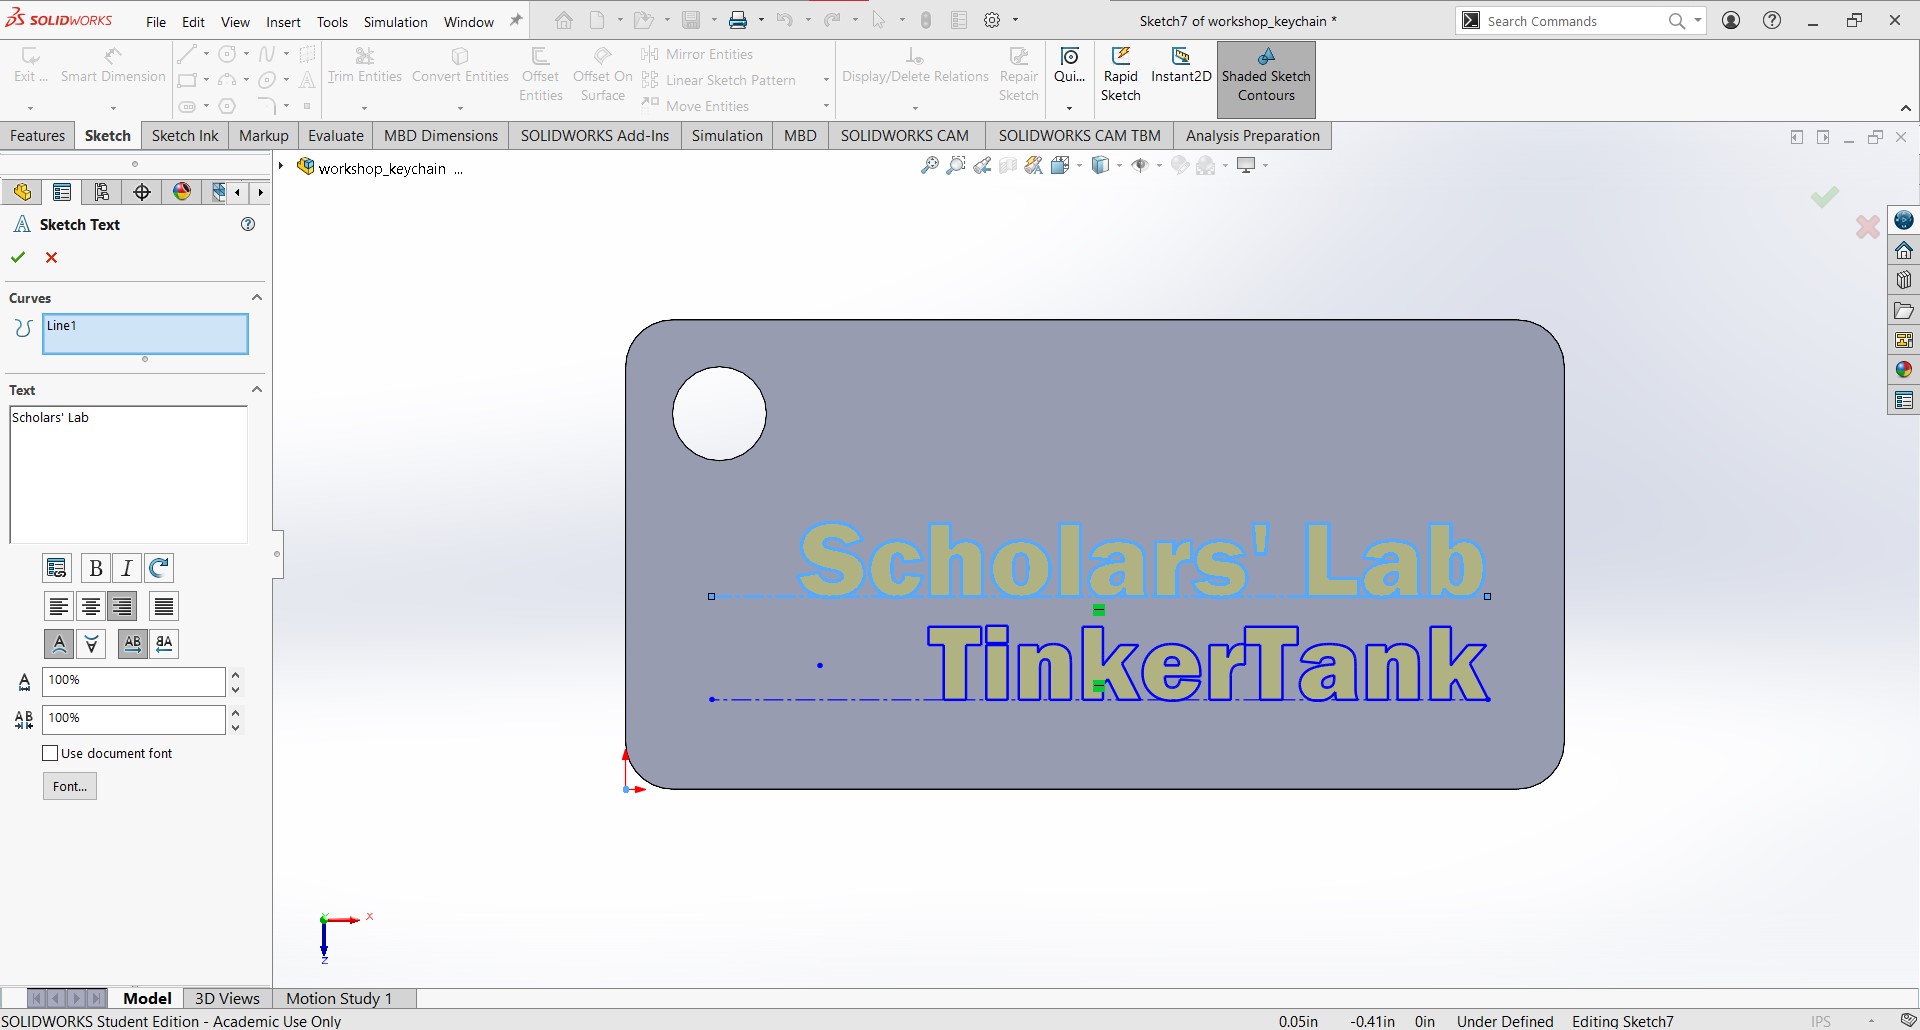 SOLIDWORKS File Edit View Insert Tools Simulation Window Sketch7 of workshop_keychain * Search Commands
Exit ... Smart Dimension Trim Entities Convert Entities Offset Entities Offset On Surface Mirror Entities Linear Sketch Pattern Move Entities Display/Delete Relations Repair Sketch Qui... Rapid Sketch Instant2D Shaded Sketch Contours
Features Sketch Sketch Ink Markup Evaluate MBD Dimensions SOLIDWORKS Add-Ins Simulation MBD SOLIDWORKS CAM SOLIDWORKS CAM TBM Analysis Preparation
workshop_keychain ...
Sketch Text
Curves
Line1
Text
Scholars' Lab
B I
AB AB
A 100%
AB 100%
Use document font
Font...
Scholars' Lab
TinkerTank
X
Y
Z
Model 3D Views Motion Study 1
SOLIDWORKS Student Edition - Academic Use Only 0.05in -0.41in 0in Under Defined Editing Sketch7 IPS